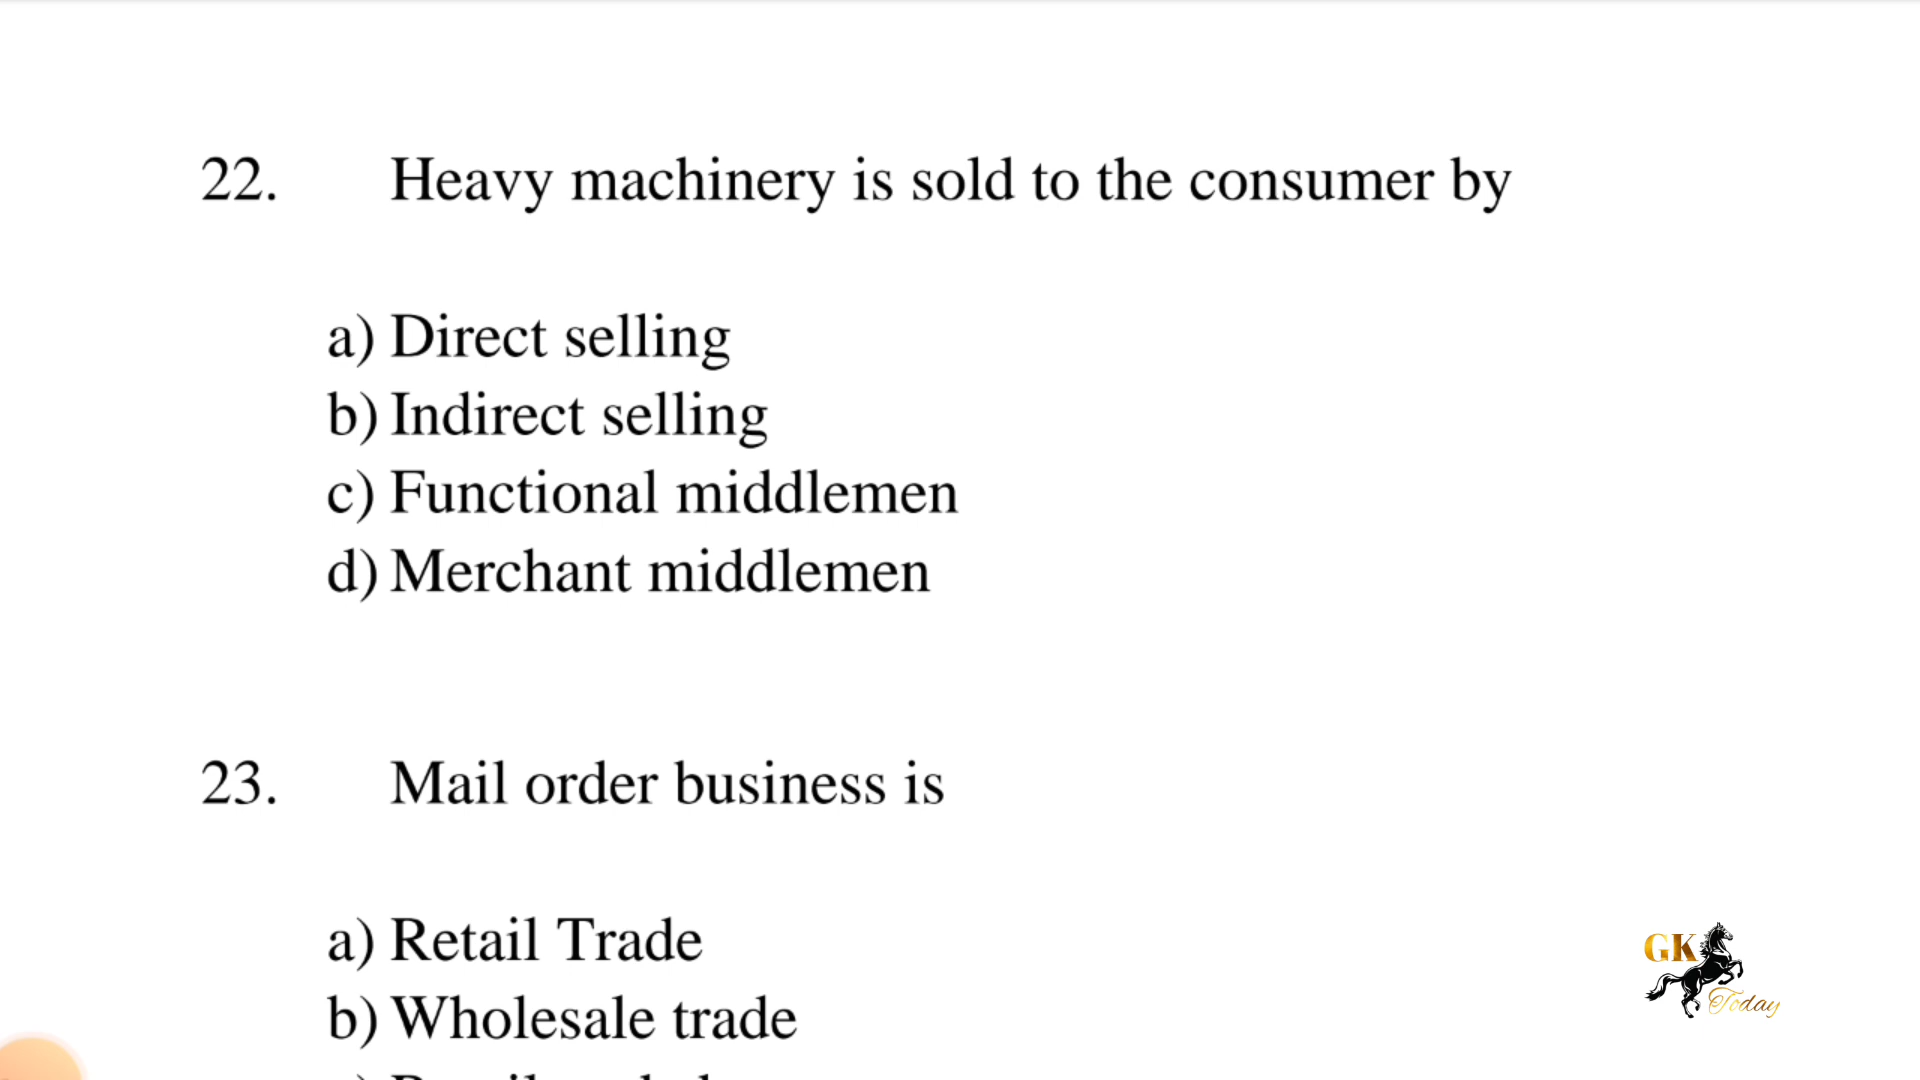 22. Heavy machinery is sold to the consumer by
a) Direct selling
b) Indirect selling
c) Functional middlemen
d) Merchant middlemen
23. Mail order business is
a) Retail Trade
b) Wholesale trade
GK
Today